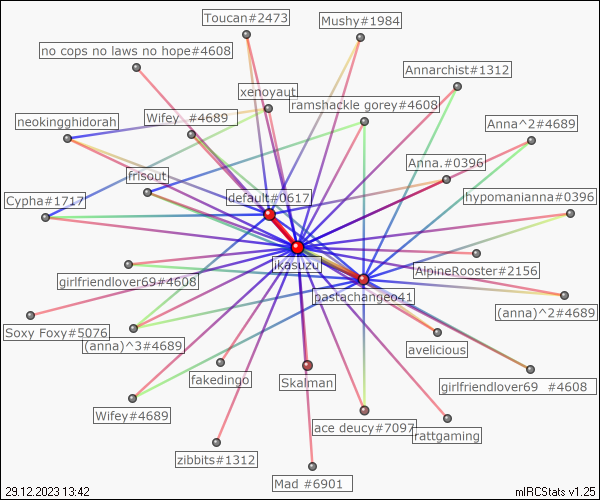 Toucan#2473
Mushy#1984
no cops no laws no hope#4608
Annarchist#1312
xenoyaut
ramshackle gorey#4608
neokingghidorah
Wifey  #4689
Anna^2#4689
Anna.#0396
frisout
default#0617
hypomanianna#0396
Cypha#1717
jkasuzu
AlpineRooster#2156
girlfriendlover69#4608
pastachangeo41
(anna)^2#4689
Soxy Foxy#5076
(anna)^3#4689
avelicious
fakedingo
Skalman
girlfriendlover69  #4608
Wifey#4689
ace deucy#7097
rattgaming
zibbits#1312
Mad #6901
29.12.2023 13:42
mIRCStats v1.25